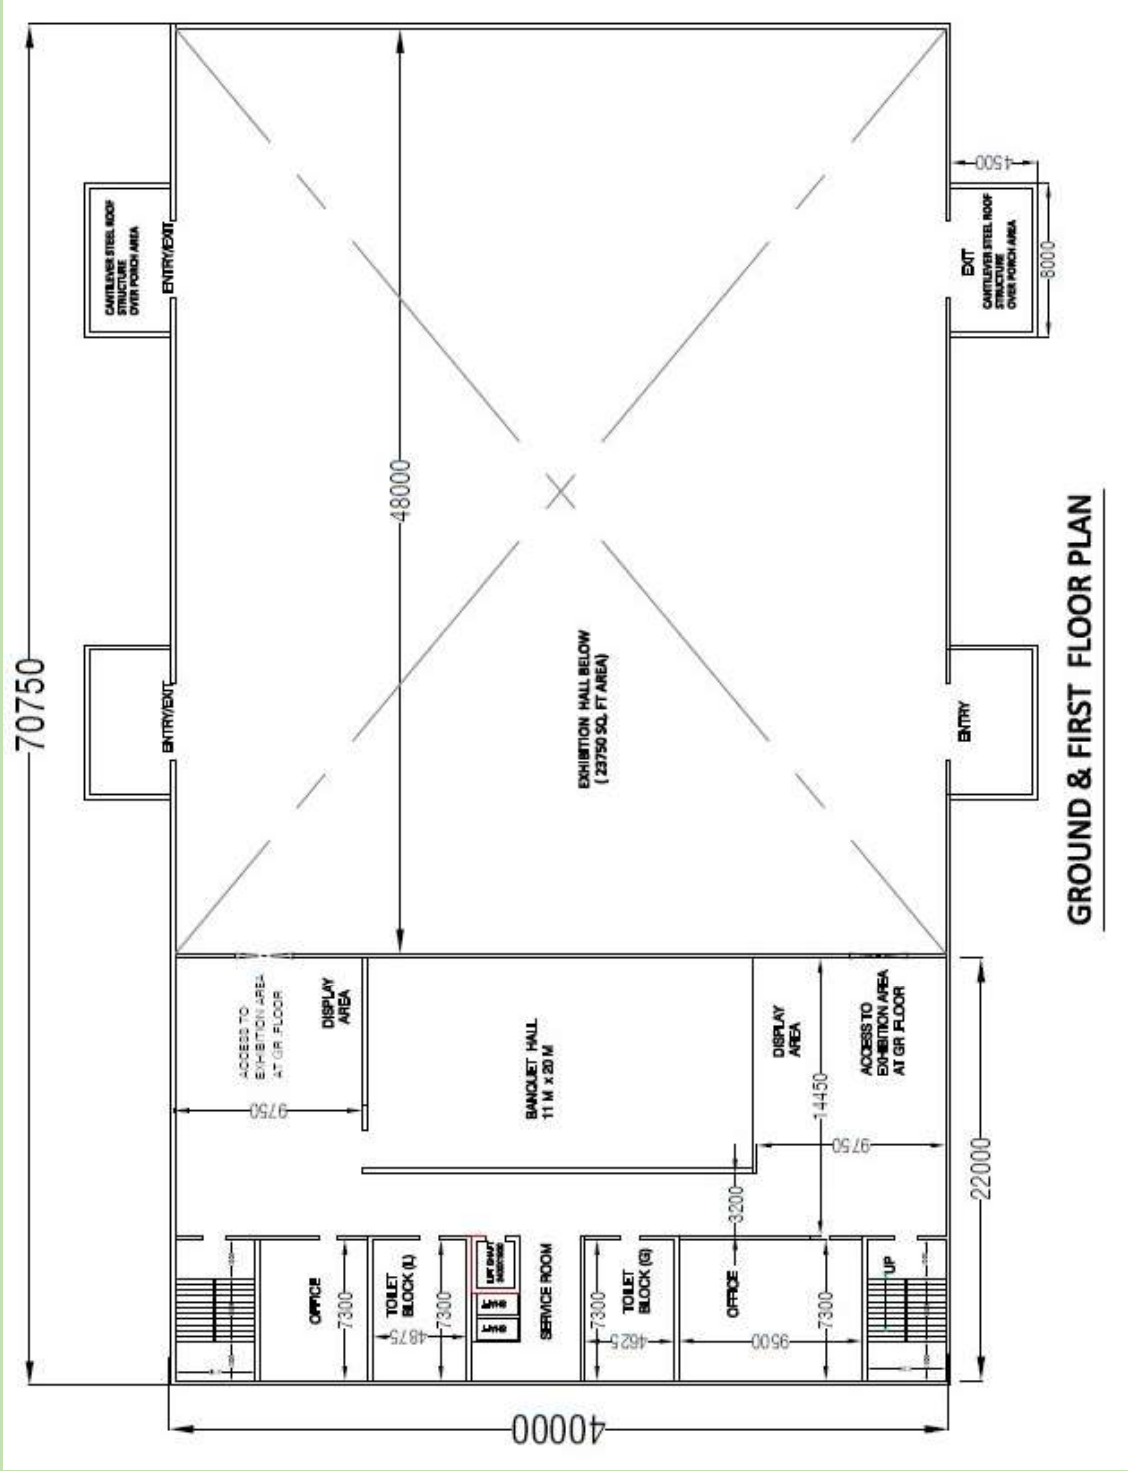 70750
CANTILEVER STEEL ROOF
STRUCTURE
OVER PORCH AREA
ENTRY/EXIT
48000
4500
EXIT
CANTILEVER STEEL ROOF
STRUCTURE
OVER PORCH AREA
8000
ENTRY/EXIT
EXHIBITION HALL BELOW
( 23750 SQ. FT AREA)
ENTRY
GROUND & FIRST FLOOR PLAN
ACCESS TO
EXHIBITION AREA
AT GR .FLOOR
DISPLAY
AREA
9750
BANQUET HALL
11 M x 20 M
DISPLAY
AREA
ACCESS TO
EXHIBITION AREA
AT GR .FLOOR
14450
9750
3200
22000
OFFICE
7300
TOILET
BLOCK (L)
4875
7300
LIFT SHAFT
SERVICE ROOM
7300
TOILET
BLOCK (G)
4625
OFFICE
9500
7300
UP
40000